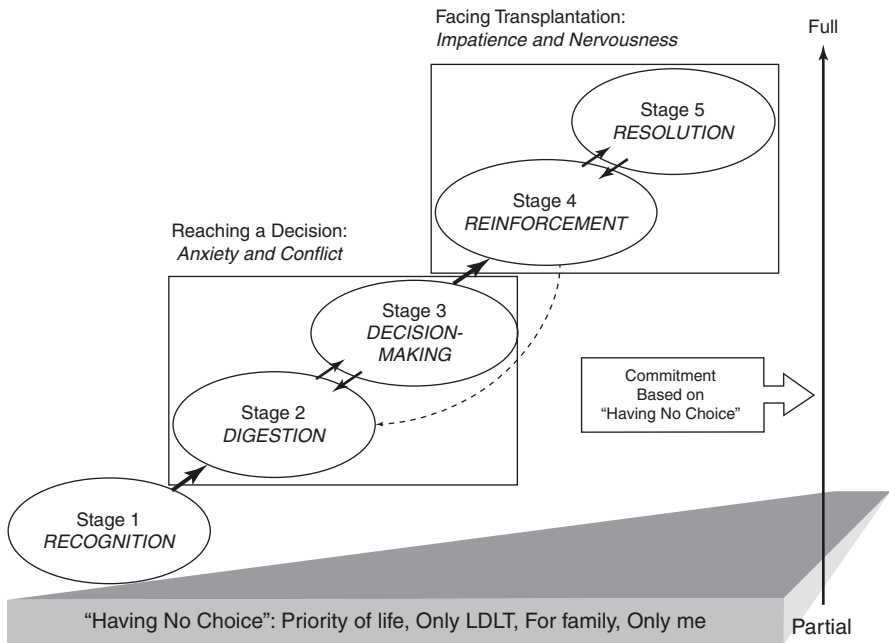 Facing Transplantation:
Impatience and Nervousness
Full
Stage 5
RESOLUTION
Stage 4
REINFORCEMENT
Reaching a Decision:
Anxiety and Conflict
Stage 3
DECISION-
MAKING
Commitment
Based on
“Having No Choice”
Stage 2
DIGESTION
Stage 1
RECOGNITION
“Having No Choice”: Priority of life, Only LDLT, For family, Only me
Partial